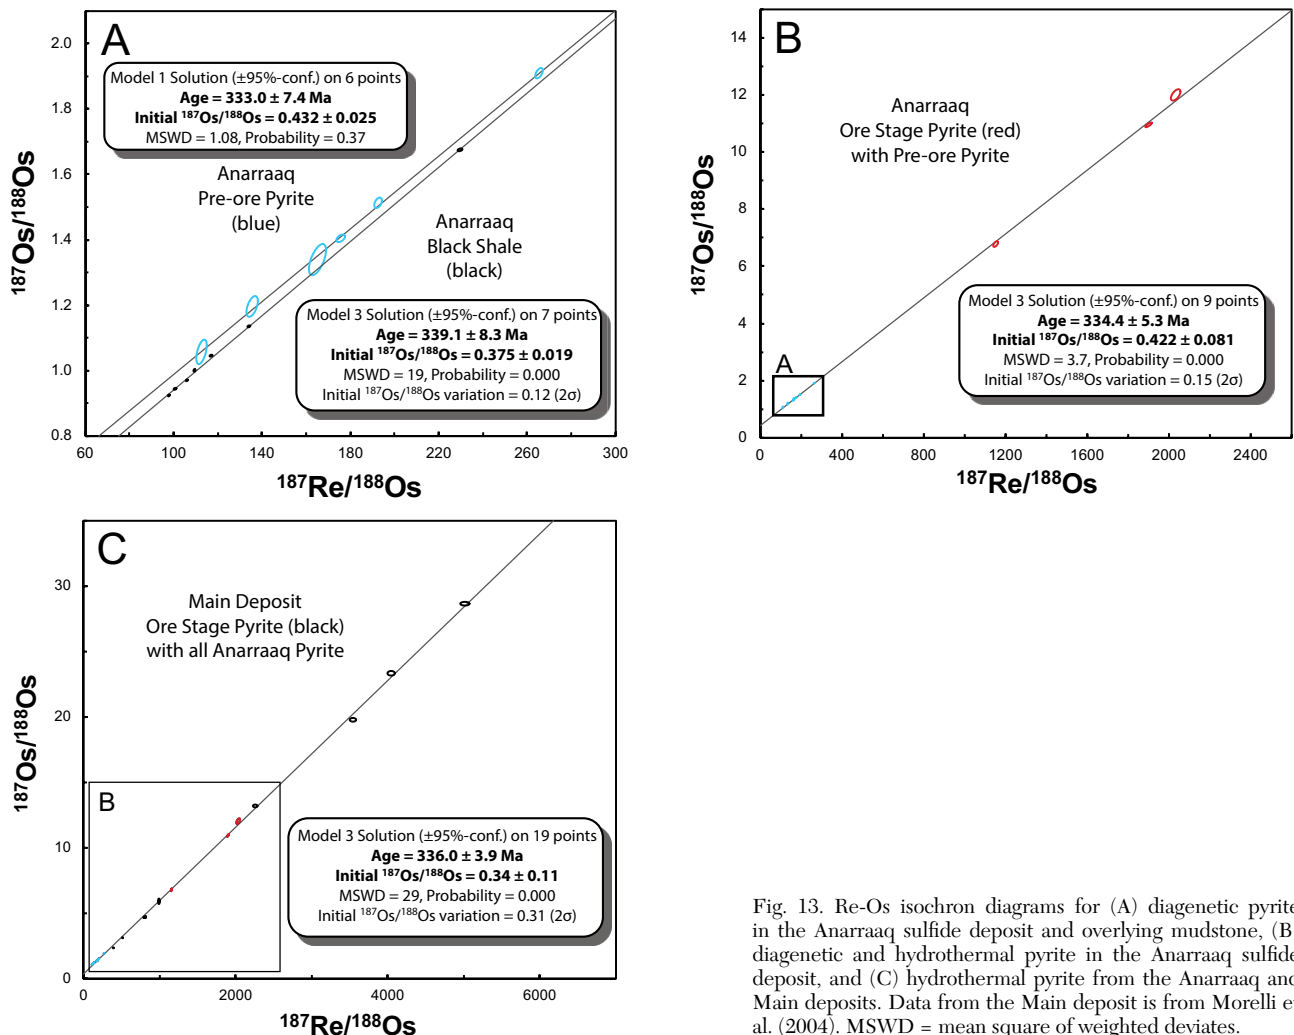 A
2.0
1.8
1.6
1.4
1.2
1.0
0.8
60
100
140
180
220
260
300
187Os/188Os
187Re/188Os
Model 1 Solution (±95%-conf.) on 6 points
Age = 333.0 ± 7.4 Ma
Initial 187Os/188Os = 0.432 ± 0.025
MSWD = 1.08, Probability = 0.37
Anarraaq
Pre-ore Pyrite
(blue)
Anarraaq
Black Shale
(black)
Model 3 Solution (±95%-conf.) on 7 points
Age = 339.1 ± 8.3 Ma
Initial 187Os/188Os = 0.375 ± 0.019
MSWD = 19, Probability = 0.000
Initial 187Os/188Os variation = 0.12 (2σ)
B
14
12
10
8
6
4
2
0
0
400
800
1200
1600
2000
2400
187Os/188Os
187Re/188Os
Anarraaq
Ore Stage Pyrite (red)
with Pre-ore Pyrite
A
Model 3 Solution (±95%-conf.) on 9 points
Age = 334.4 ± 5.3 Ma
Initial 187Os/188Os = 0.422 ± 0.081
MSWD = 3.7, Probability = 0.000
Initial 187Os/188Os variation = 0.15 (2σ)
C
30
20
10
0
0
2000
4000
6000
187Os/188Os
187Re/188Os
Main Deposit
Ore Stage Pyrite (black)
with all Anarraaq Pyrite
B
Model 3 Solution (±95%-conf.) on 19 points
Age = 336.0 ± 3.9 Ma
Initial 187Os/188Os = 0.34 ± 0.11
MSWD = 29, Probability = 0.000
Initial 187Os/188Os variation = 0.31 (2σ)
Fig. 13. Re-Os isochron diagrams for (A) diagenetic pyrite
in the Anarraaq sulfide deposit and overlying mudstone, (B
diagenetic and hydrothermal pyrite in the Anarraaq sulfide
deposit, and (C) hydrothermal pyrite from the Anarraaq and
Main deposits. Data from the Main deposit is from Morelli et
al. (2004). MSWD = mean square of weighted deviates.